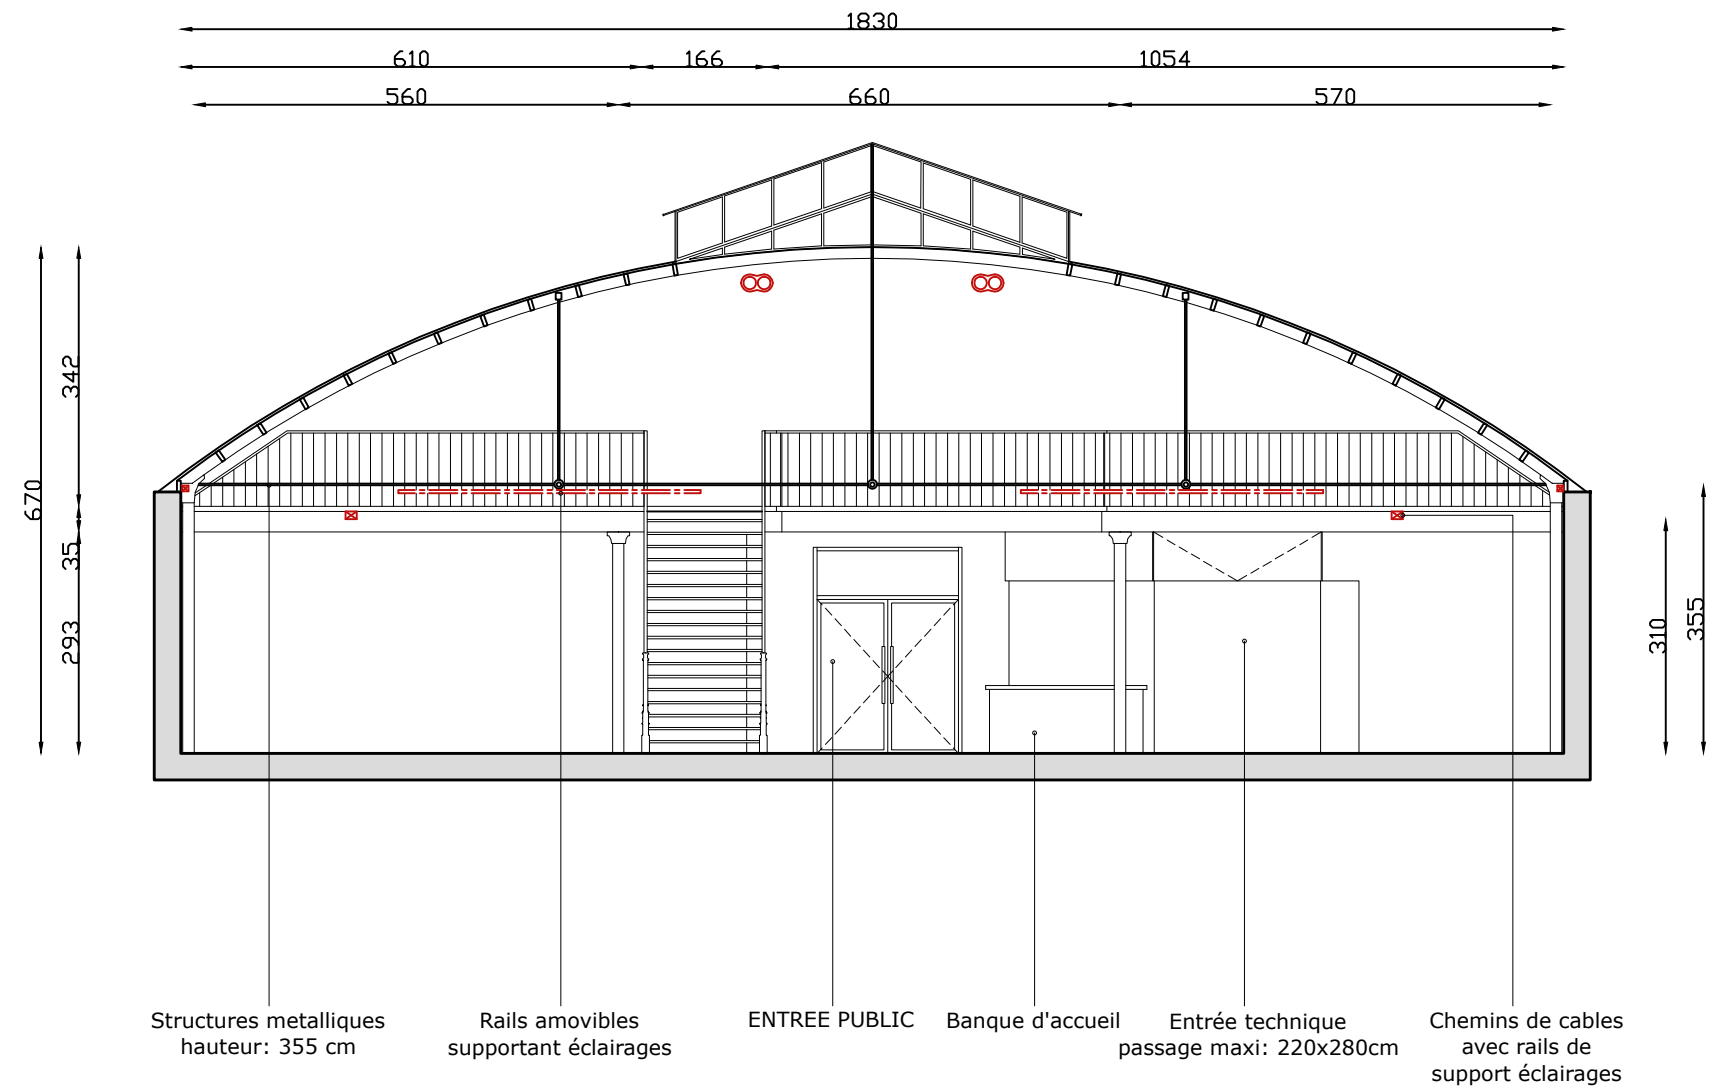 1830
610
166
1054
560
660
570
342
670
35
293
310
355
Structures metalliques
hauteur: 355 cm
Rails amovibles
supportant éclairages
ENTREE PUBLIC
Banque d'accueil
Entrée technique
passage maxi: 220x280cm
Chemins de cables
avec rails de
support éclairages